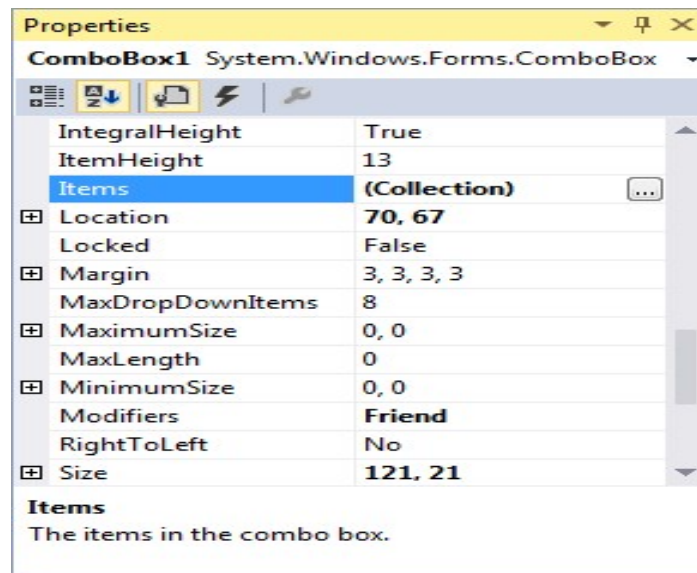 Properties
ComboBox1 System.Windows.Forms.ComboBox
IntegralHeight True
ItemHeight 13
Items (Collection) ...
Location 70, 67
Locked False
Margin 3, 3, 3, 3
MaxDropDownItems 8
MaximumSize 0, 0
MaxLength 0
MinimumSize 0, 0
Modifiers Friend
RightToLeft No
Size 121, 21
Items
The items in the combo box.